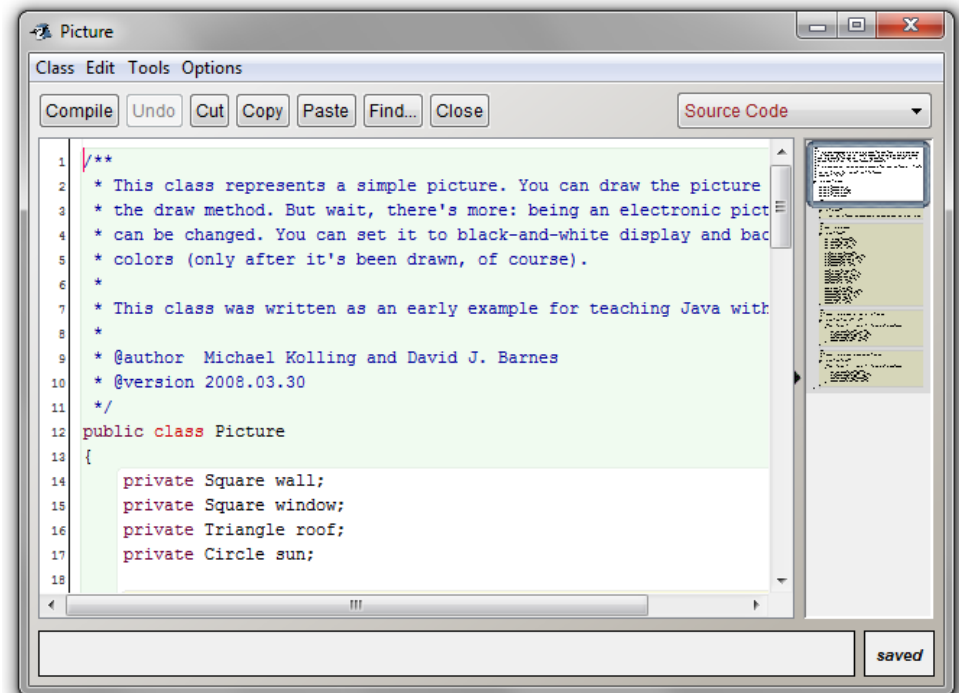 Picture
Class Edit Tools Options
Compile Undo Cut Copy Paste Find... Close Source Code
1 /**
2 * This class represents a simple picture. You can draw the picture
3 * the draw method. But wait, there's more: being an electronic pict
4 * can be changed. You can set it to black-and-white display and bac
5 * colors (only after it's been drawn, of course).
6 *
7 * This class was written as an early example for teaching Java with
8 *
9 * @author  Michael Kolling and David J. Barnes
10 * @version 2008.03.30
11 */
12 public class Picture
13 {
14 private Square wall;
15 private Square window;
16 private Triangle roof;
17 private Circle sun;
18
saved